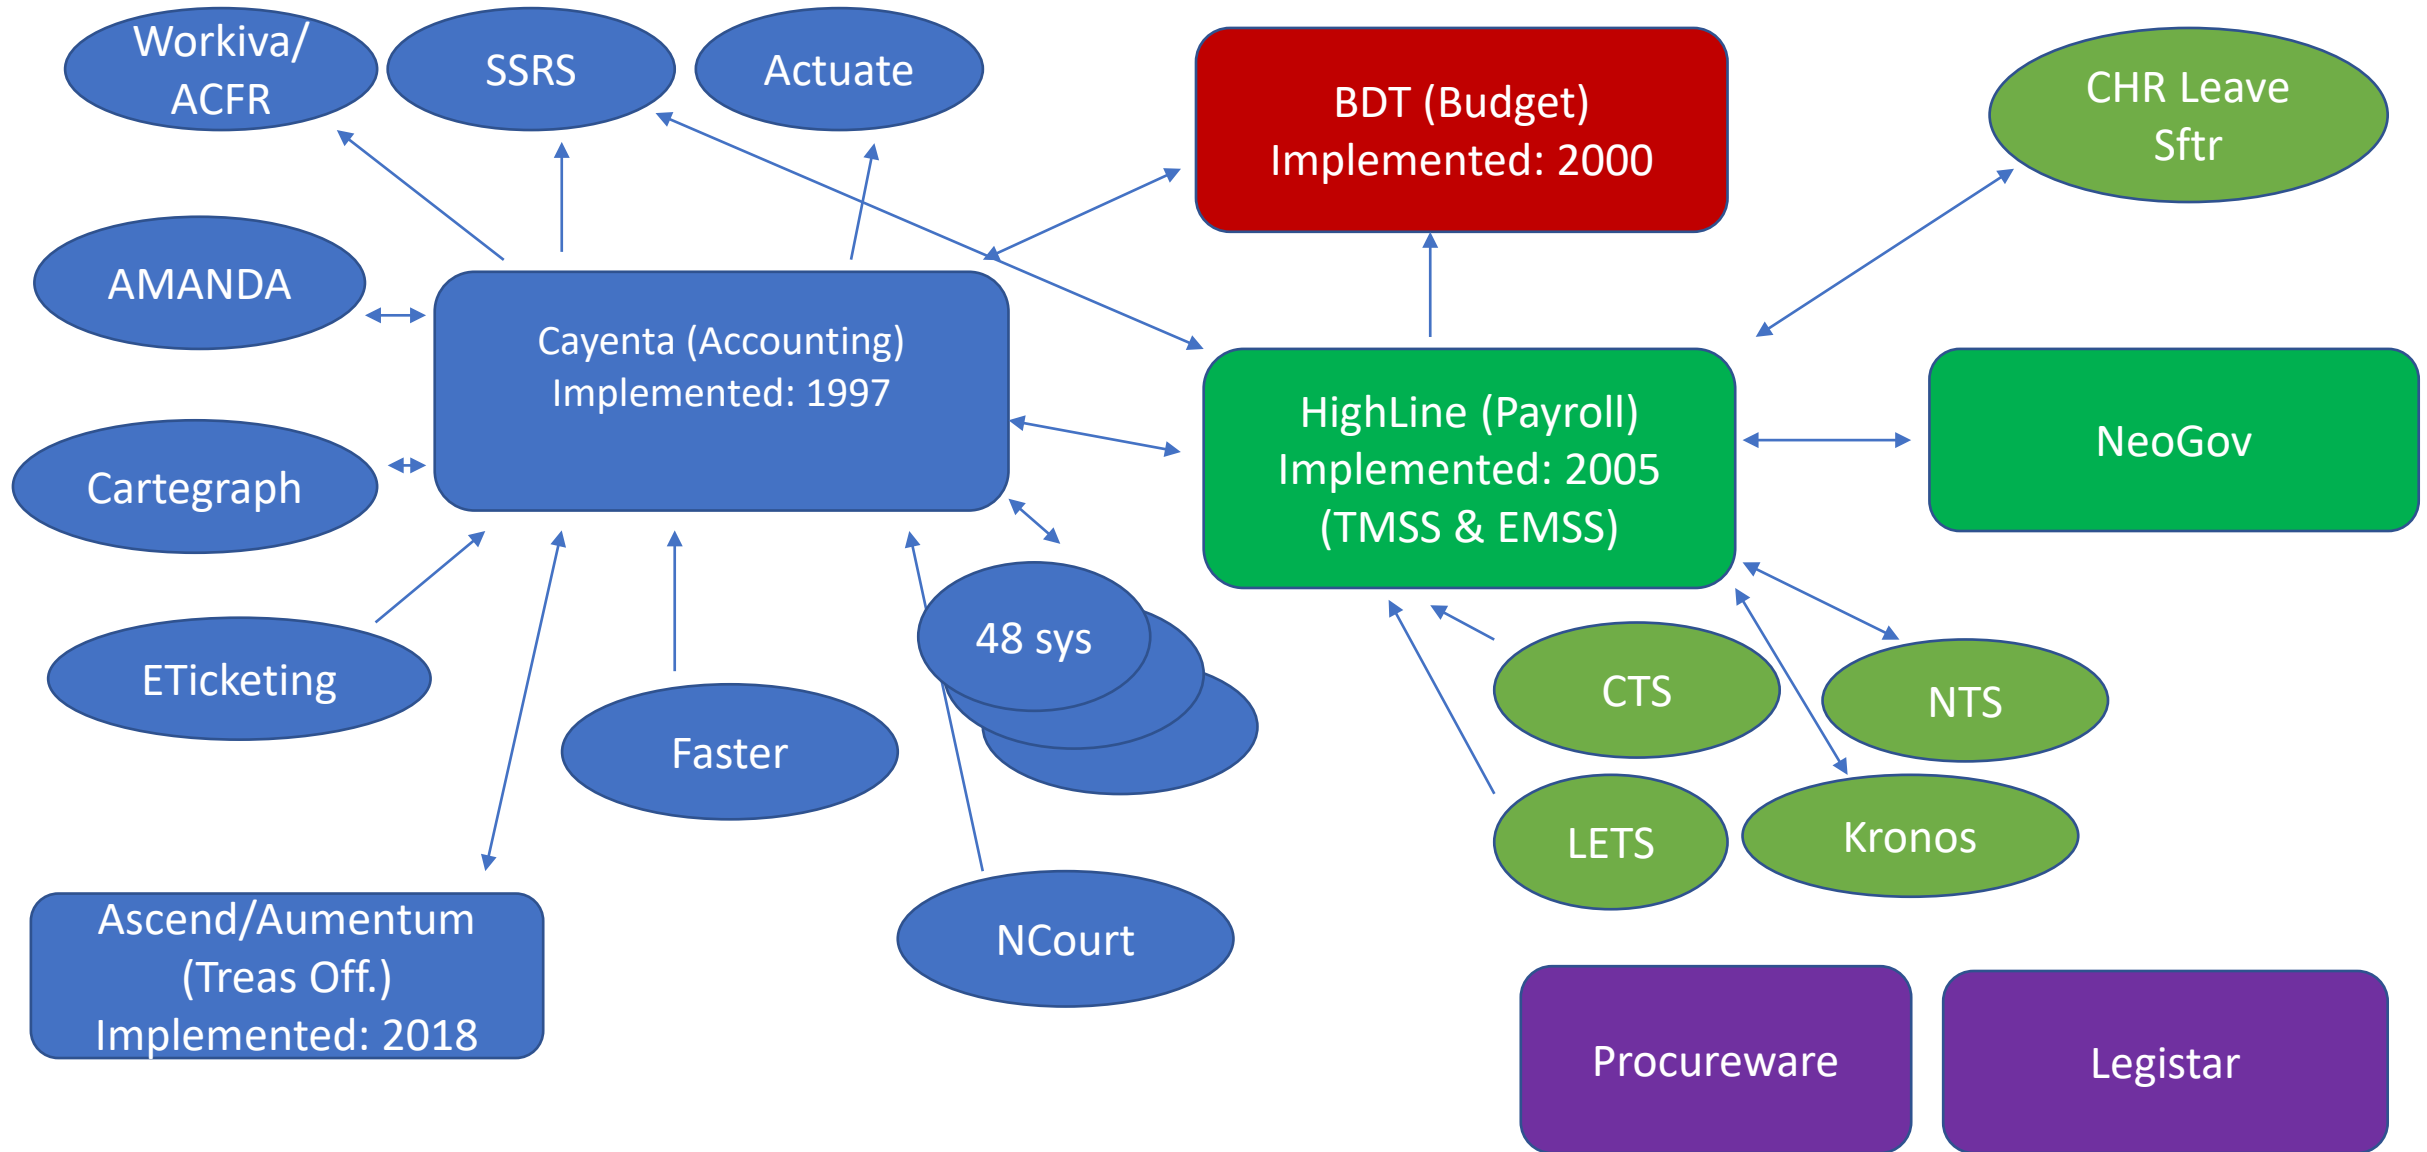 Workiva/
ACFR
SSRS
Actuate
BDT (Budget)
Implemented: 2000
CHR Leave
Sftr
AMANDA
Cayenta (Accounting)
Implemented: 1997
HighLine (Payroll)
Implemented: 2005
(TMSS & EMSS)
NeoGov
Cartegraph
ETicketing
Faster
48 sys
CTS
NTS
LETS
Kronos
Ascend/Aumentum
(Treas Off.)
Implemented: 2018
NCourt
Procureware
Legistar